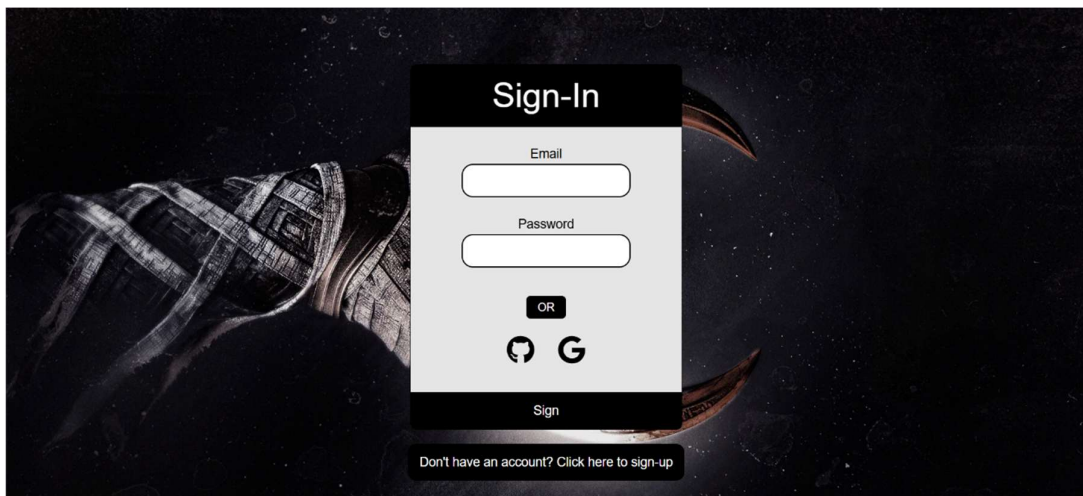 Sign-In
Email
Password
OR
Sign
Don't have an account? Click here to sign-up